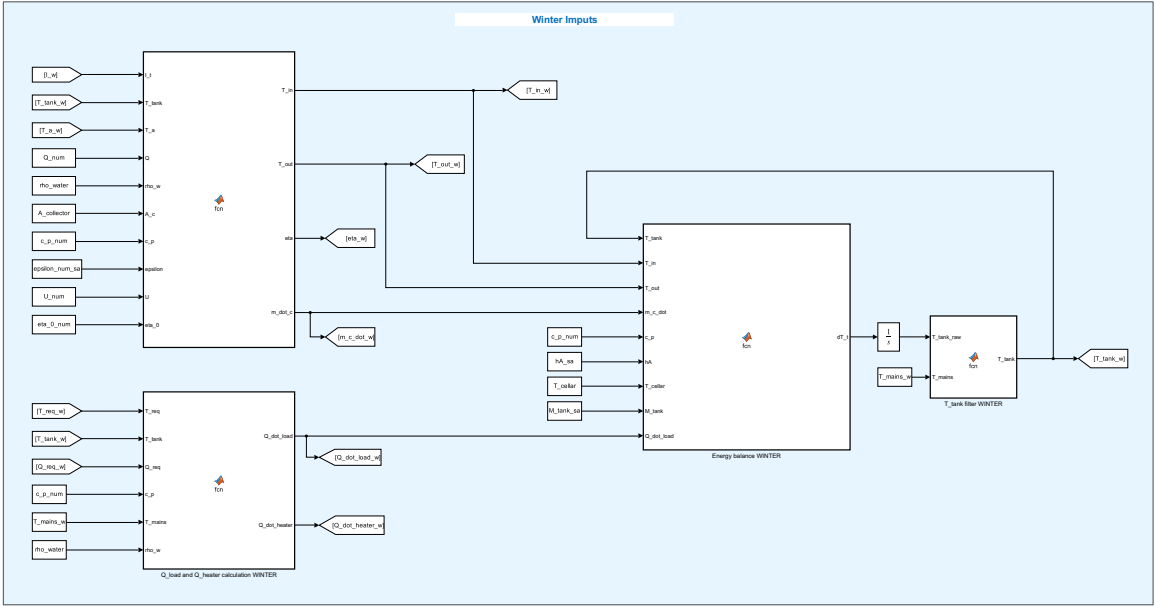 Winter Imputs
[I_w]
[T_tank_w]
[T_a_w]
Q_num
rho_water
A_collector
c_p_num
epsilon_num_sa
U_num
eta_0_num
I_t
T_tank
T_a
Q
rho_w
A_c
c_p
epsilon
U
eta_0
fcn
T_in
T_out
eta
m_dot_c
[T_in_w]
[T_out_w]
[eta_w]
[m_c_dot_w]
[T_req_w]
[T_tank_w]
[Q_req_w]
c_p_num
T_mains_w
rho_water
T_req
T_tank
Q_req
c_p
T_mains
rho_w
fcn
Q_dot_load
Q_dot_heater
Q_load and Q_heater calculation WINTER
[Q_dot_load_w]
[Q_dot_heater_w]
c_p_num
hA_sa
T_cellar
M_tank_sa
T_tank
T_in
T_out
m_c_dot
c_p
hA
T_celler
M_tank
Q_dot_load
fcn
dT_t
Energy balance WINTER
1
s
T_mains_w
T_tank_raw
T_mains
fcn
T_tank
T_tank filter WINTER
[T_tank_w]